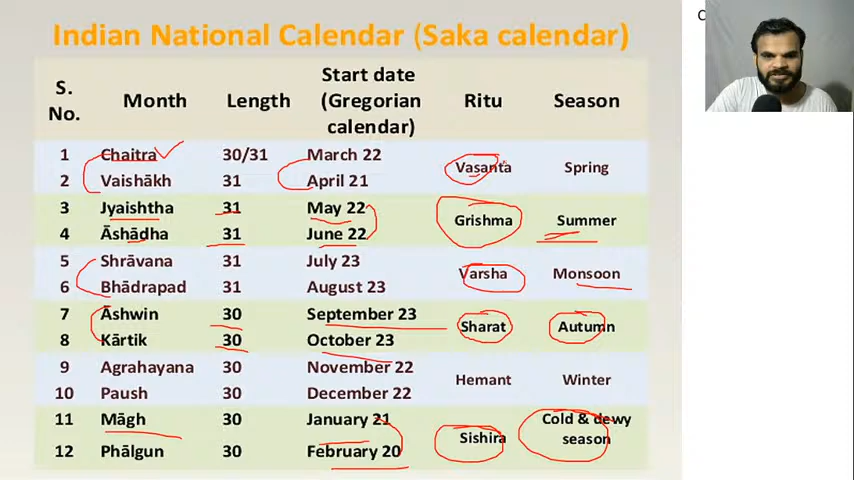 Indian National Calendar (Saka calendar)
S. No. Month Length Start date (Gregorian calendar) Ritu Season
1 Chaitra 30/31 March 22 Vasanta Spring
2 Vaishākh 31 April 21
3 Jyaishtha 31 May 22 Grishma Summer
4 Āshādha 31 June 22
5 Shrāvana 31 July 23 Varsha Monsoon
6 Bhādrapad 31 August 23
7 Āshwin 30 September 23 Sharat Autumn
8 Kārtik 30 October 23
9 Agrahayana 30 November 22 Hemant Winter
10 Paush 30 December 22
11 Māgh 30 January 21 Sishira Cold & dewy season
12 Phālgun 30 February 20